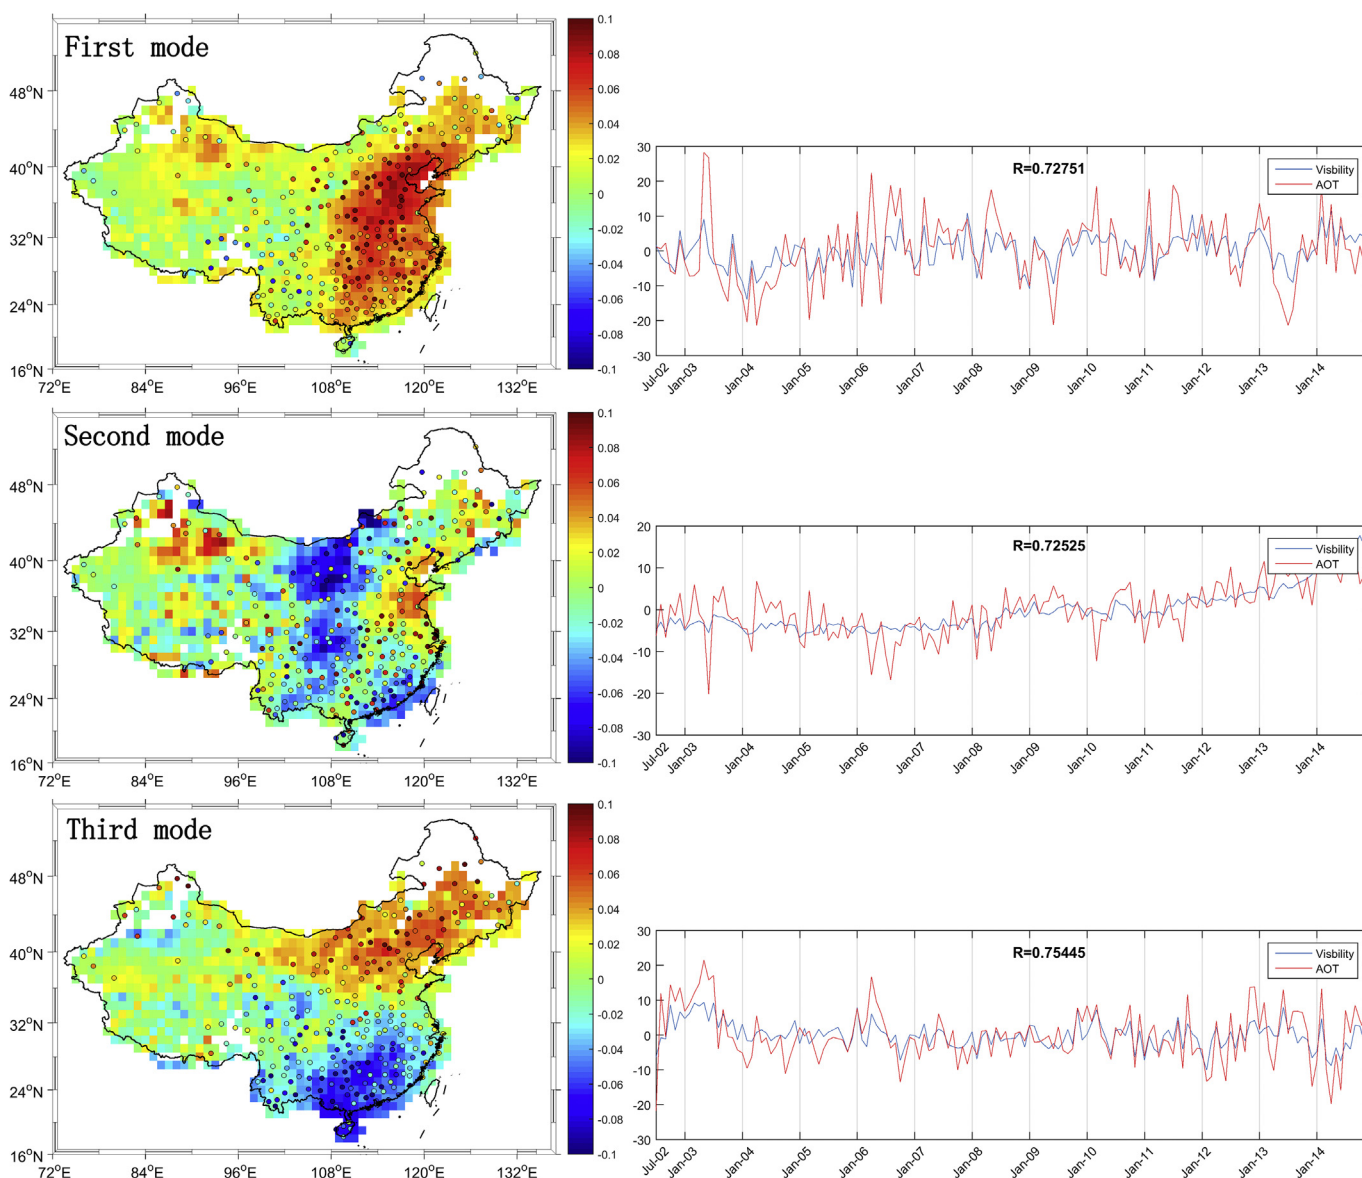 First mode
48°N
40°N
32°N
24°N
16°N
72°E 84°E 96°E 108°E 120°E 132°E
0.1
0.08
0.06
0.04
0.02
0
-0.02
-0.04
-0.06
-0.08
-0.1
R=0.72751
Visbility
AOT
30
20
10
0
-10
-20
-30
Jul-02 Jan-03 Jan-04 Jan-05 Jan-06 Jan-07 Jan-08 Jan-09 Jan-10 Jan-11 Jan-12 Jan-13 Jan-14
Second mode
48°N
40°N
32°N
24°N
16°N
72°E 84°E 96°E 108°E 120°E 132°E
0.1
0.08
0.06
0.04
0.02
0
-0.02
-0.04
-0.06
-0.08
-0.1
R=0.72525
Visbility
AOT
20
10
0
-10
-20
-30
Jul-02 Jan-03 Jan-04 Jan-05 Jan-06 Jan-07 Jan-08 Jan-09 Jan-10 Jan-11 Jan-12 Jan-13 Jan-14
Third mode
48°N
40°N
32°N
24°N
16°N
72°E 84°E 96°E 108°E 120°E 132°E
0.1
0.08
0.06
0.04
0.02
0
-0.02
-0.04
-0.06
-0.08
-0.1
R=0.75445
Visbility
AOT
30
20
10
0
-10
-20
-30
Jul-02 Jan-03 Jan-04 Jan-05 Jan-06 Jan-07 Jan-08 Jan-09 Jan-10 Jan-11 Jan-12 Jan-13 Jan-14